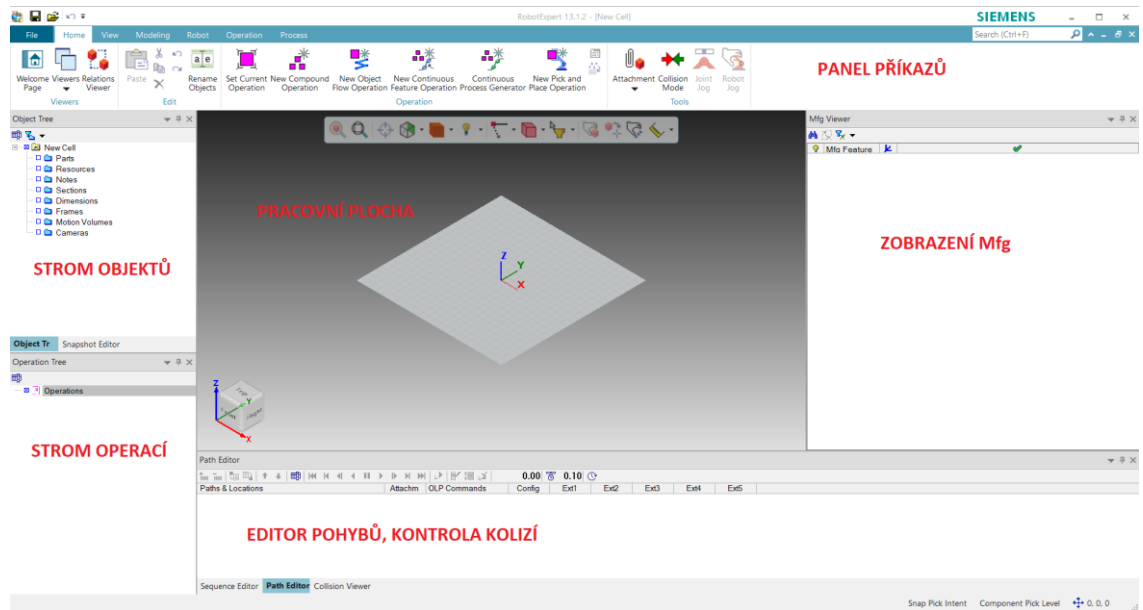 RobotExpert 13.1.2 - [New Cell]
SIEMENS
File Home View Modeling Robot Operation Process
Search (Ctrl+F)
Welcome Page
Viewers
Relations Viewer
Viewers
Paste
Rename Objects
Edit
Set Current Operation
New Compound Operation
New Object Flow Operation
New Continuous Feature Operation
Continuous Process Generator
New Pick and Place Operation
Operation
Attachment
Collision Mode
Joint Jog
Robot Jog
Tools
PANEL PŘÍKAZŮ
Object Tree
New Cell
Parts
Resources
Notes
Sections
Dimensions
Frames
Motion Volumes
Cameras
STROM OBJEKTŮ
Object Tr Snapshot Editor
PRACOVNÍ PLOCHA
Z
Y
X
Z
Y
X
Mfg Viewer
Mfg Feature
ZOBRAZENÍ Mfg
Operation Tree
Operations
STROM OPERACÍ
Path Editor
0.00 0.10
Paths & Locations Attachm OLP Commands Config Ext1 Ext2 Ext3 Ext4 Ext5
EDITOR POHYBŮ, KONTROLA KOLIZÍ
Sequence Editor Path Editor Collision Viewer
Snap Pick Intent Component Pick Level 0, 0, 0